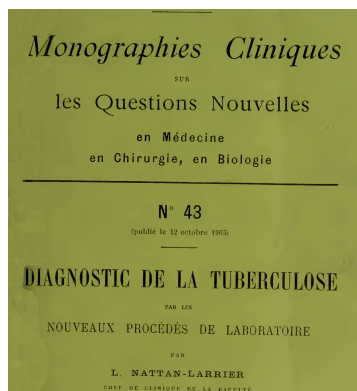 Monographies Cliniques
SUR
les Questions Nouvelles
en Médecine
en Chirurgie, en Biologie
N° 43
(publié le 12 octobre 1905)
DIAGNOSTIC DE LA TUBERCULOSE
PAR LES
NOUVEAUX PROCÉDÉS DE LABORATOIRE
PAR
L. NATTAN-LARRIER
CHEF DE CLINIQUE DE LA FACULTÉ